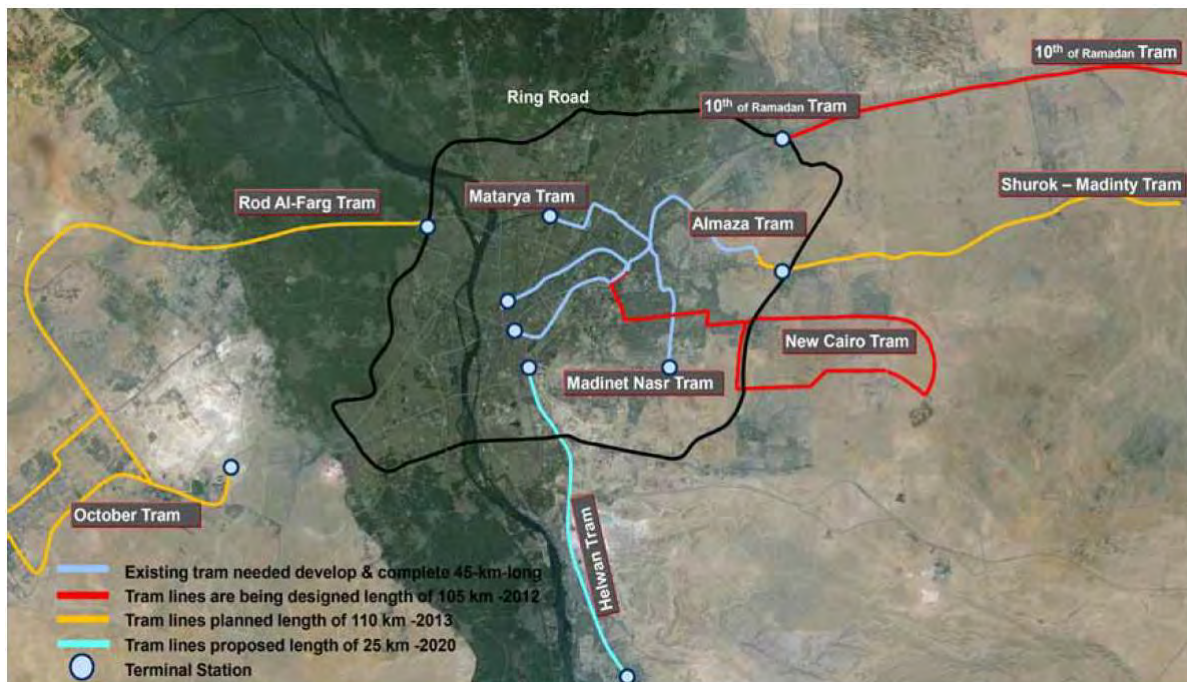 10th of Ramadan Tram
Ring Road
10th of Ramadan Tram
Rod Al-Farg Tram
Matarya Tram
Shurok – Madinty Tram
Almaza Tram
New Cairo Tram
Madinet Nasr Tram
October Tram
Helwan Tram
Existing tram needed develop & complete 45-km-long
Tram lines are being designed length of 105 km -2012
Tram lines planned length of 110 km -2013
Tram lines proposed length of 25 km -2020
Terminal Station